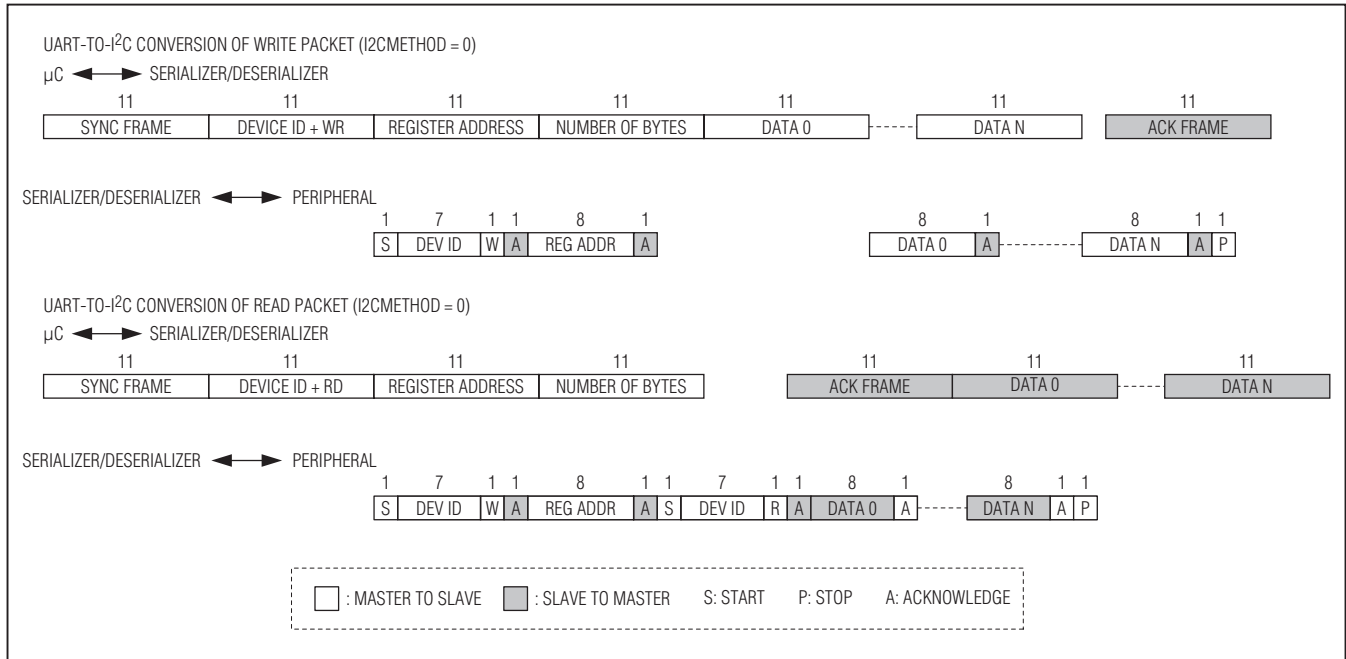 UART-TO-I2C CONVERSION OF WRITE PACKET (I2CMETHOD = 0)
µC SERIALIZER/DESERIALIZER
11 11 11 11 11 11 11
SYNC FRAME DEVICE ID + WR REGISTER ADDRESS NUMBER OF BYTES DATA 0 DATA N ACK FRAME
SERIALIZER/DESERIALIZER PERIPHERAL
1 7 1 1 8 1 8 1 8 1 1
S DEV ID W A REG ADDR A DATA 0 A DATA N A P
UART-TO-I2C CONVERSION OF READ PACKET (I2CMETHOD = 0)
µC SERIALIZER/DESERIALIZER
11 11 11 11 11 11 11
SYNC FRAME DEVICE ID + RD REGISTER ADDRESS NUMBER OF BYTES ACK FRAME DATA 0 DATA N
SERIALIZER/DESERIALIZER PERIPHERAL
1 7 1 1 8 1 1 7 1 1 8 1 8 1 1
S DEV ID W A REG ADDR A S DEV ID R A DATA 0 A DATA N A P
: MASTER TO SLAVE : SLAVE TO MASTER S: START P: STOP A: ACKNOWLEDGE